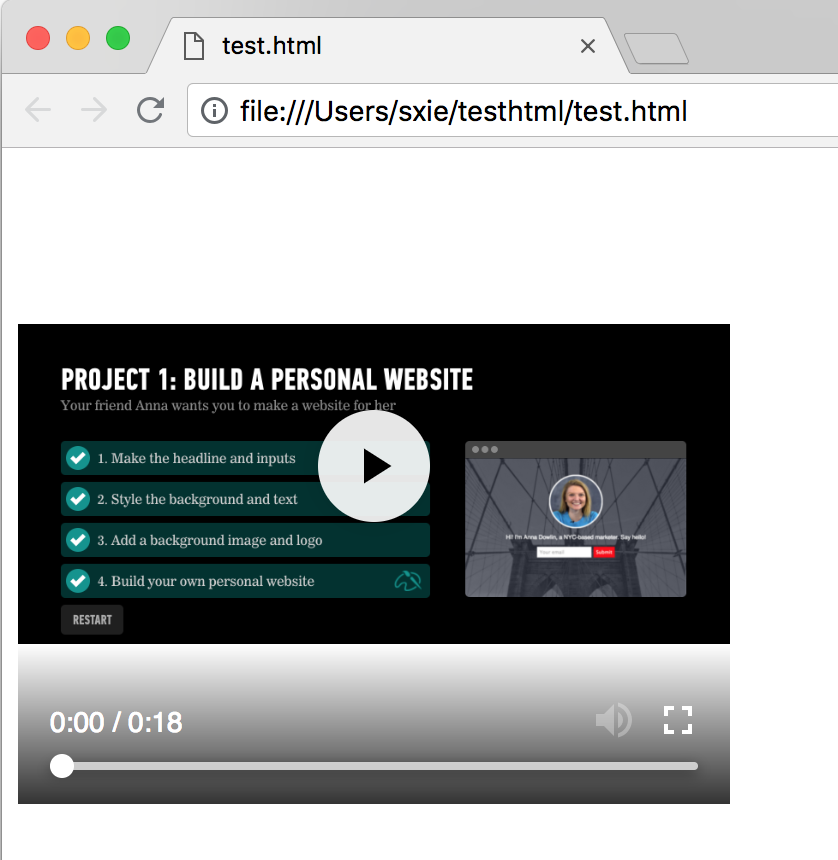 test.html
file:///Users/sxie/testhtml/test.html
PROJECT 1: BUILD A PERSONAL WEBSITE
Your friend Anna wants you to make a website for her
1. Make the headline and inputs
2. Style the background and text
3. Add a background image and logo
4. Build your own personal website
RESTART
Hi! I'm Anna Dowlin, a NYC-based marketer. Say hello!
Your email
Submit
0:00 / 0:18